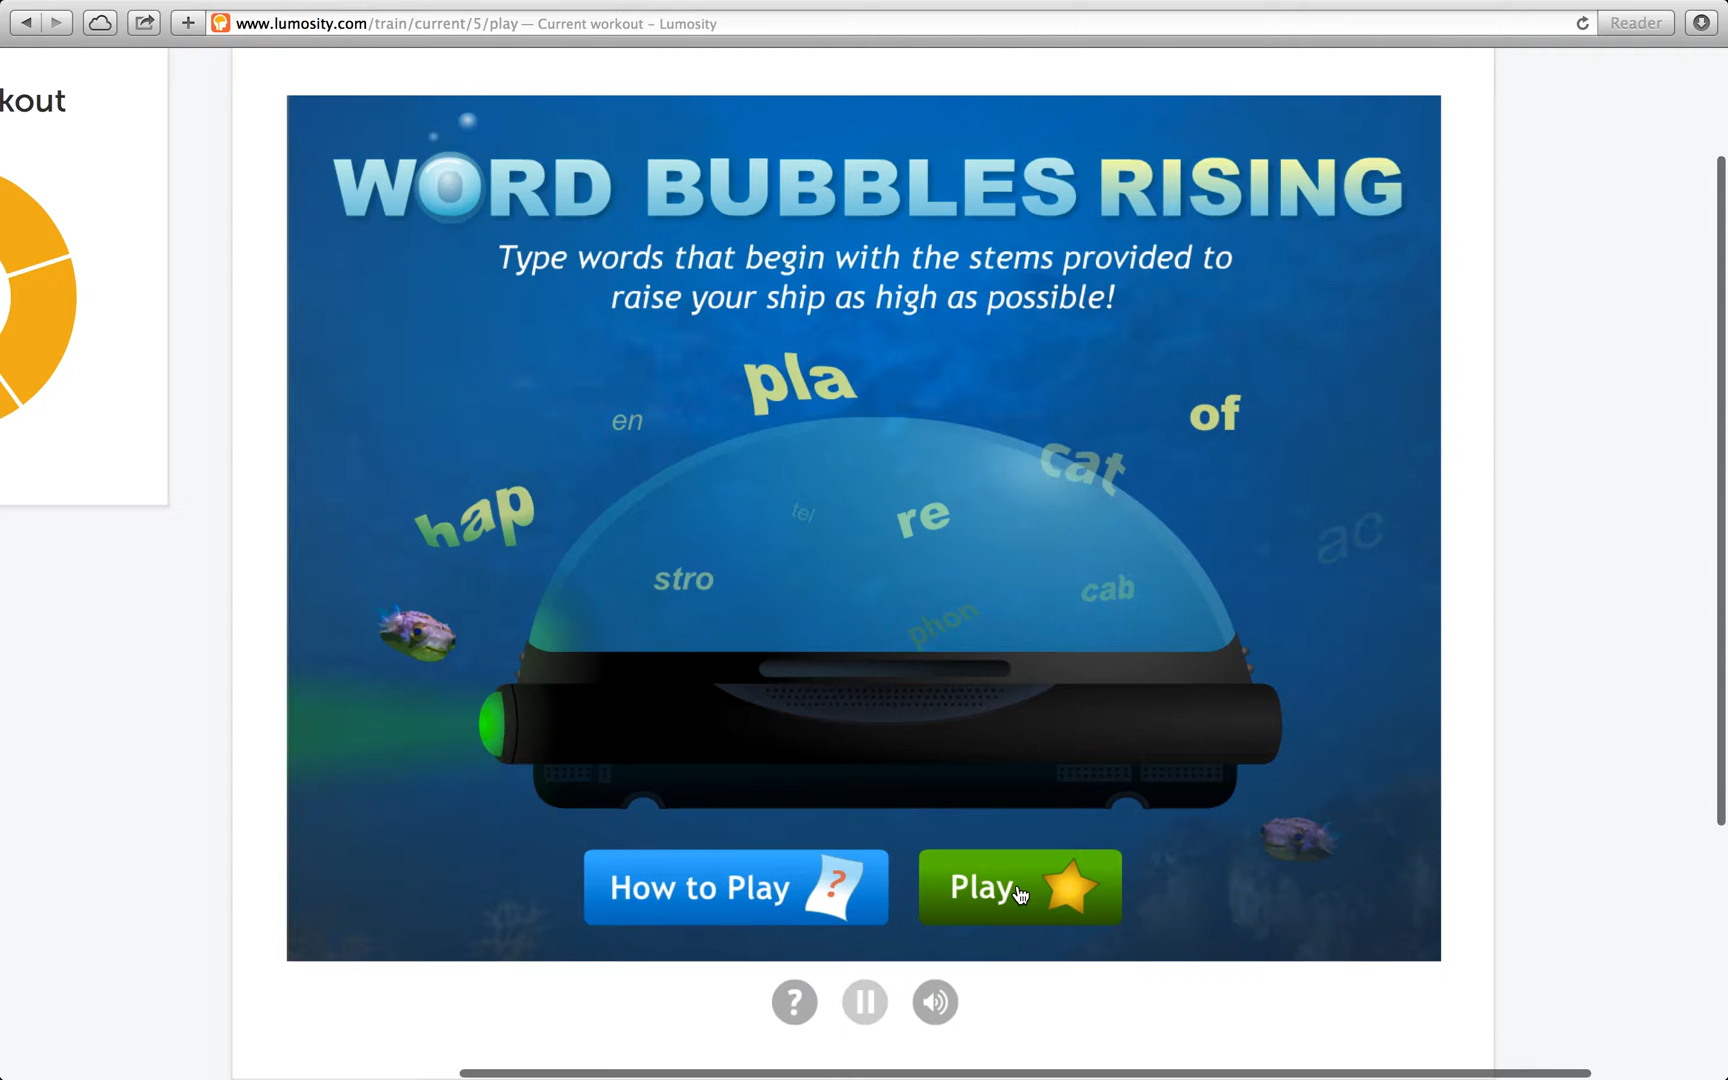 www.lumosity.com/train/current/5/play — Current workout – Lumosity
Reader
kout
WORD BUBBLES RISING
Type words that begin with the stems provided to
raise your ship as high as possible!
pla
en
of
cat
hap
tel
re
ac
stro
cab
phon
How to Play ?
Play
?